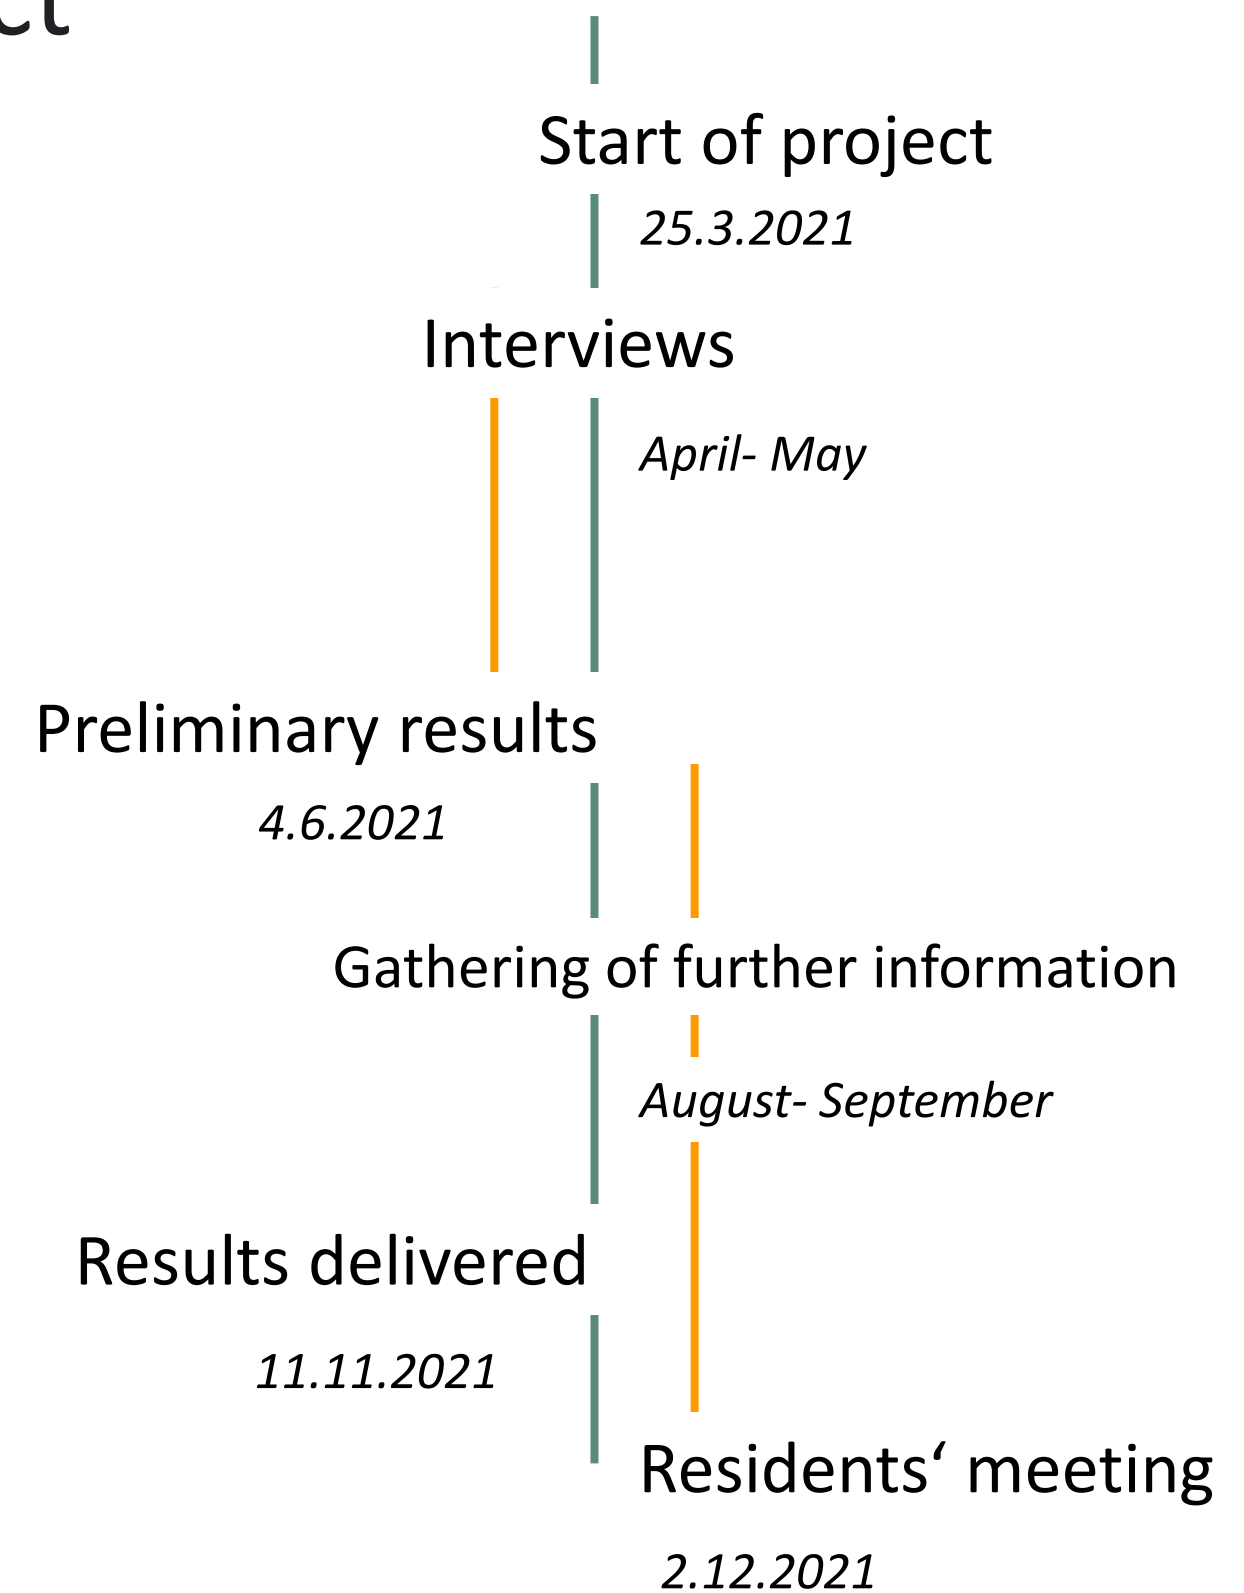 Start of project
25.3.2021
Interviews
April- May
Preliminary results
4.6.2021
Gathering of further information
August- September
Results delivered
11.11.2021
Residents‘ meeting
2.12.2021